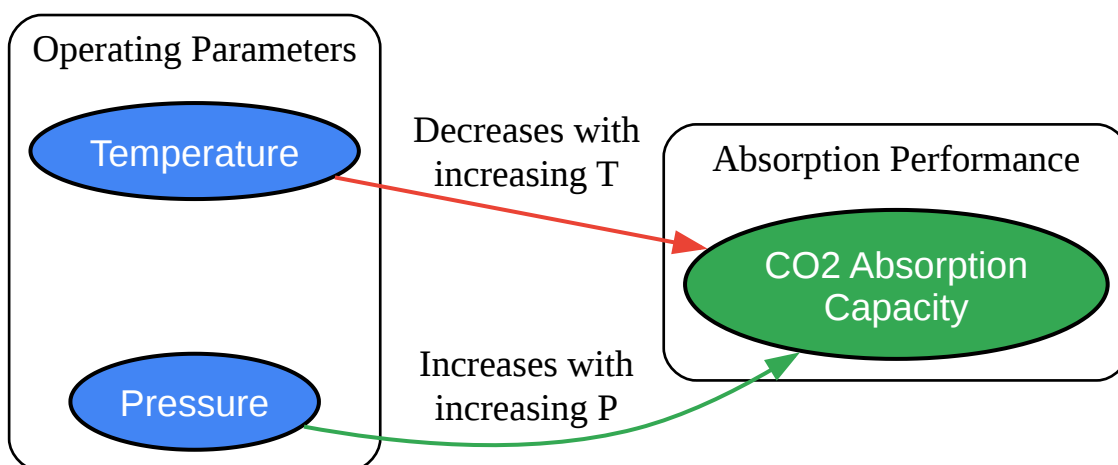 Operating Parameters
Temperature
Decreases with
increasing T
Absorption Performance
CO2 Absorption
Capacity
Pressure
Increases with
increasing P